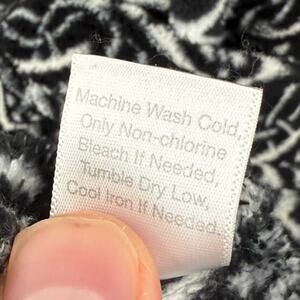 Machine Wash Cold,
Only Non-chlorine
Bleach If Needed,
Tumble Dry Low,
Cool Iron If Needed.